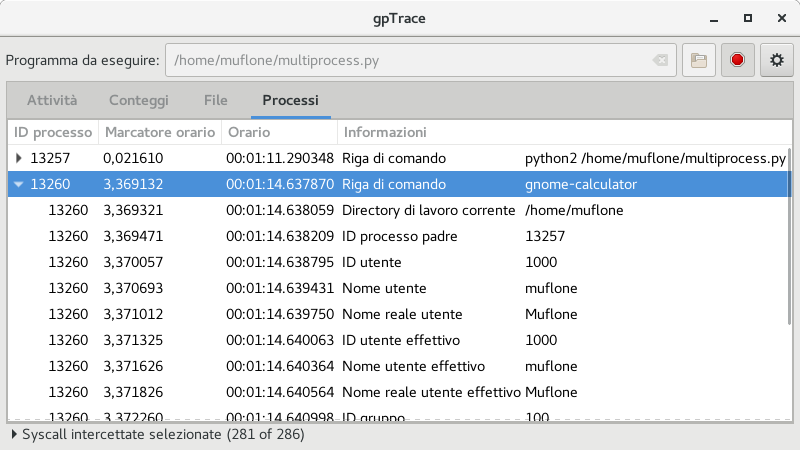 gpTrace
Programma da eseguire: /home/muflone/multiprocess.py
Attività Conteggi File Processi
ID processo Marcatore orario Orario Informazioni
13257 0,021610 00:01:11.290348 Riga di comando python2 /home/muflone/multiprocess.py
13260 3,369132 00:01:14.637870 Riga di comando gnome-calculator
13260 3,369321 00:01:14.638059 Directory di lavoro corrente /home/muflone
13260 3,369471 00:01:14.638209 ID processo padre 13257
13260 3,370057 00:01:14.638795 ID utente 1000
13260 3,370693 00:01:14.639431 Nome utente muflone
13260 3,371012 00:01:14.639750 Nome reale utente Muflone
13260 3,371325 00:01:14.640063 ID utente effettivo 1000
13260 3,371626 00:01:14.640364 Nome utente effettivo muflone
13260 3,371826 00:01:14.640564 Nome reale utente effettivo Muflone
13260 3,372260 00:01:14.640998 ID gruppo 100
Syscall intercettate selezionate (281 of 286)